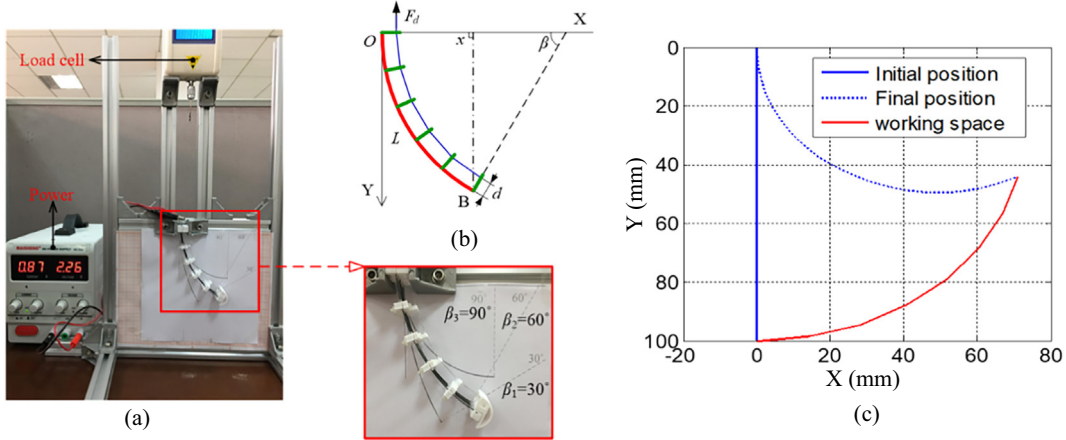 Load cell
Power
0.87 2.26
(a)
F_d
O
x
X
β
L
Y
B
d
(b)
90°
60°
β₃=90°
β₂=60°
30°
β₁=30°
Initial position
Final position
working space
0
20
40
60
80
100
Y (mm)
-20 0 20 40 60 80
X (mm)
(c)